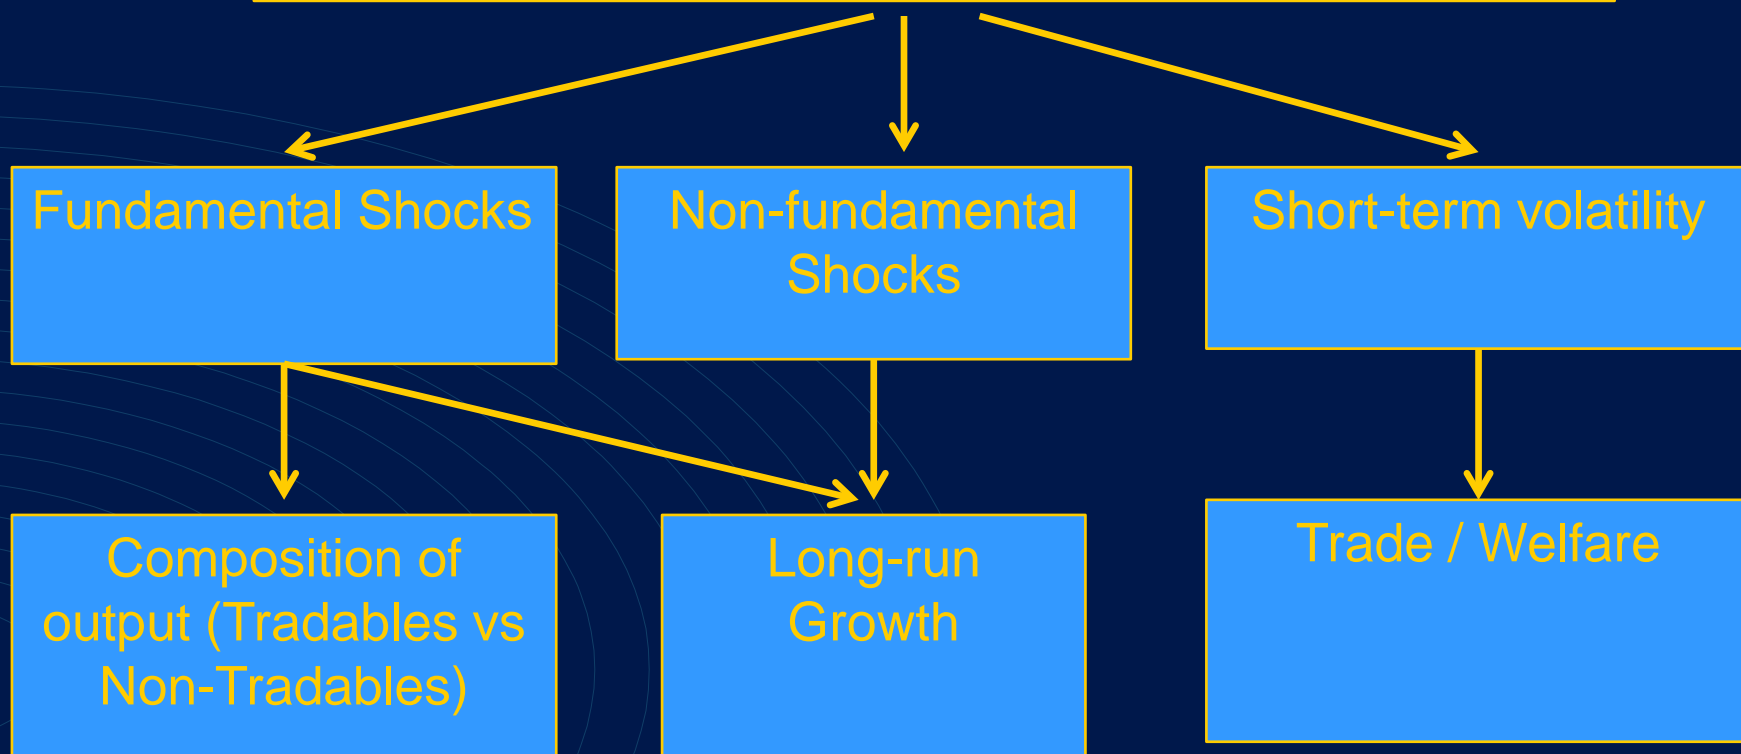 Fundamental Shocks
Non-fundamental
Shocks
Short-term volatility
Composition of
output (Tradables vs
Non-Tradables)
Long-run
Growth
Trade / Welfare